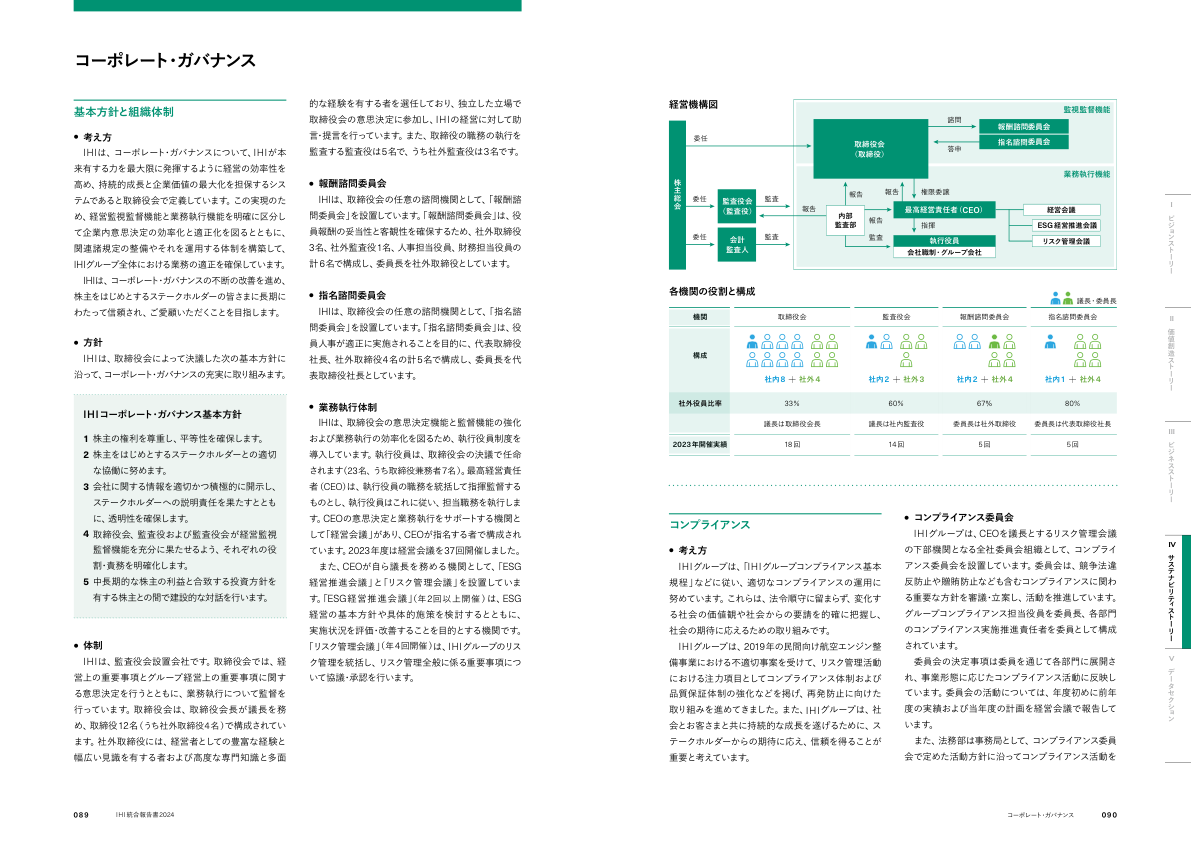 コーポレート・ガバナンス
基本方針と組織体制
● 考え方
IHIは、コーポレート・ガバナンスについて、IHIが本
来有する力を最大限に発揮するように経営の効率性を
高め、持続的成長と企業価値の最大化を担保するシス
テムであると取締役会で定義しています。この実現のた
め、経営監視監督機能と業務執行機能を明確に区分し
て企業内意思決定の効率化と適正化を図るとともに、
関連諸規定の整備やそれを運用する体制を構築して、
IHIグループ全体における業務の適正を確保しています。
IHIは、コーポレート・ガバナンスの不断の改善を進め、
株主をはじめとするステークホルダーの皆さまに長期に
わたって信頼され、ご愛顧いただくことを目指します。
● 方針
IHIは、取締役会によって決議した次の基本方針に
沿って、コーポレート・ガバナンスの充実に取り組みます。
IHIコーポレート・ガバナンス基本方針
1 株主の権利を尊重し、平等性を確保します。
2 株主をはじめとするステークホルダーとの適切
な協働に努めます。
3 会社に関する情報を適切かつ積極的に開示し、
ステークホルダーへの説明責任を果たすととも
に、透明性を確保します。
4 取締役会、監査役および監査役会が経営監視
監督機能を充分に果たせるよう、それぞれの役
割・責務を明確化します。
5 中長期的な株主の利益と合致する投資方針を
有する株主との間で建設的な対話を行います。
● 体制
IHIは、監査役会設置会社です。取締役会では、経
営上の重要事項とグループ経営上の重要事項に関す
る意思決定を行うとともに、業務執行について監督を
行っています。取締役会は、取締役会長が議長を務
め、取締役12名（うち社外取締役4名）で構成されてい
ます。社外取締役には、経営者としての豊富な経験と
幅広い見識を有する者および高度な専門知識と多面
的な経験を有する者を選任しており、独立した立場で
取締役会の意思決定に参加し、IHIの経営に対して助
言・提言を行っています。また、取締役の職務の執行を
監査する監査役は5名で、うち社外監査役は3名です。
● 報酬諮問委員会
IHIは、取締役会の任意の諮問機関として、「報酬諮
問委員会」を設置しています。「報酬諮問委員会」は、役
員報酬の妥当性と客観性を確保するため、社外取締役
3名、社外監査役1名、人事担当役員、財務担当役員の
計6名で構成し、委員長を社外取締役としています。
● 指名諮問委員会
IHIは、取締役会の任意の諮問機関として、「指名諮
問委員会」を設置しています。「指名諮問委員会」は、役
員人事が適正に実施されることを目的に、代表取締役
社長、社外取締役4名の計5名で構成し、委員長を代
表取締役社長としています。
● 業務執行体制
IHIは、取締役会の意思決定機能と監督機能の強化
および業務執行の効率化を図るため、執行役員制度を
導入しています。執行役員は、取締役会の決議で任命
されます(23名、うち取締役兼務者7名)。最高経営責任
者（CEO）は、執行役員の職務を統括して指揮監督する
ものとし、執行役員はこれに従い、担当職務を執行しま
す。CEOの意思決定と業務執行をサポートする機関と
して「経営会議」があり、CEOが指名する者で構成され
ています。2023年度は経営会議を37回開催しました。
また、CEOが自ら議長を務める機関として、「ESG
経営推進会議」と「リスク管理会議」を設置していま
す。「ESG経営推進会議」（年2回以上開催）は、ESG
経営の基本方針や具体的施策を検討するとともに、
実施状況を評価・改善することを目的とする機関です。
「リスク管理会議」（年4回開催）は、IHIグループのリス
ク管理を統括し、リスク管理全般に係る重要事項につ
いて協議・承認を行います。
089
IHI統合報告書2024
経営機構図
監視監督機能
業務執行機能
株主総会
委任
委任
委任
取締役会
（取締役）
諮問
答申
報酬諮問委員会
指名諮問委員会
監査役会
（監査役）
監査
報告
会計
監査人
監査
内部
監査部
報告
報告
権限委譲
報告
最高経営責任者（CEO）
指揮
監査
執行役員
会社職制・グループ会社
経営会議
ESG経営推進会議
リスク管理会議
各機関の役割と構成
議長・委員長
機関 取締役会 監査役会 報酬諮問委員会 指名諮問委員会
構成
社内8 ＋ 社外4 社内2 ＋ 社外3 社内2 ＋ 社外4 社内1 ＋ 社外4
社外役員比率 33% 60% 67% 80%
議長は取締役会長 議長は社内監査役 委員長は社外取締役 委員長は代表取締役社長
2023年開催実績 18回 14回 5回 5回
コンプライアンス
● 考え方
IHIグループは、「IHIグループコンプライアンス基本
規程」などに従い、適切なコンプライアンスの運用に
努めています。これらは、法令順守に留まらず、変化す
る社会の価値観や社会からの要請を的確に把握し、
社会の期待に応えるための取り組みです。
IHIグループは、2019年の民間向け航空エンジン整
備事業における不適切事案を受けて、リスク管理活動
における注力項目としてコンプライアンス体制および
品質保証体制の強化などを掲げ、再発防止に向けた
取り組みを進めてきました。また、IHIグループは、社
会とお客さまと共に持続的な成長を遂げるために、ス
テークホルダーからの期待に応え、信頼を得ることが
重要と考えています。
● コンプライアンス委員会
IHIグループは、CEOを議長とするリスク管理会議
の下部機関となる全社委員会組織として、コンプライ
アンス委員会を設置しています。委員会は、競争法違
反防止や贈賄防止なども含むコンプライアンスに関わ
る重要な方針を審議・立案し、活動を推進しています。
グループコンプライアンス担当役員を委員長、各部門
のコンプライアンス実施推進責任者を委員として構成
されています。
委員会の決定事項は委員を通じて各部門に展開さ
れ、事業形態に応じたコンプライアンス活動に反映し
ています。委員会の活動については、年度初めに前年
度の実績および当年度の計画を経営会議で報告して
います。
また、法務部は事務局として、コンプライアンス委員
会で定めた活動方針に沿ってコンプライアンス活動を
コーポレート・ガバナンス
090
Ⅰ ビジョンストーリー
Ⅱ 価値創造ストーリー
Ⅲ ビジネスストーリー
Ⅳ サステナビリティストーリー
Ⅴ データセクション